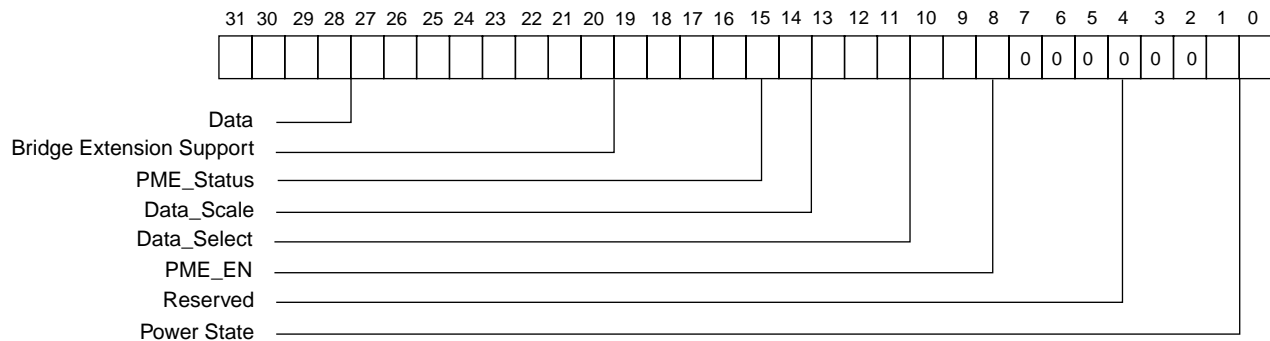 31 30 29 28 27 26 25 24 23 22 21 20 19 18 17 16 15 14 13 12 11 10 9 8 7 6 5 4 3 2 1 0
0 0 0 0 0 0
Data
Bridge Extension Support
PME_Status
Data_Scale
Data_Select
PME_EN
Reserved
Power State